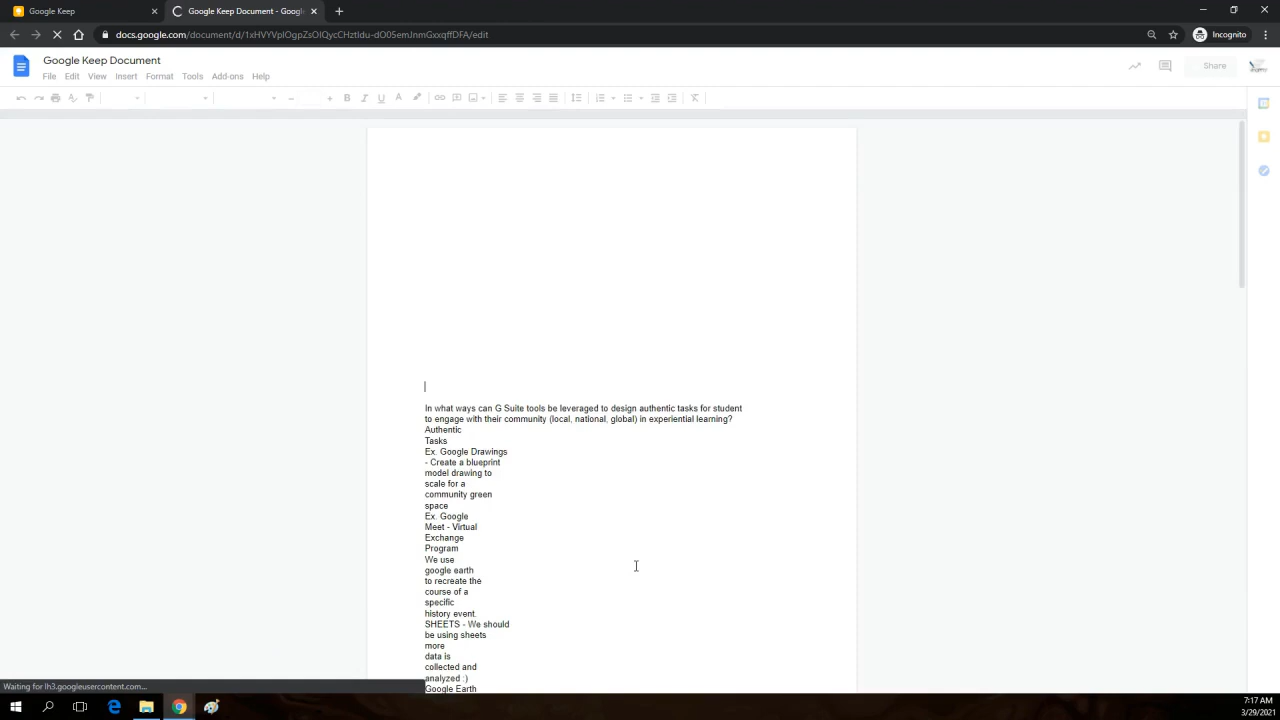 Google Keep
Google Keep Document - Googl
docs.google.com/document/d/1xHVYVplOgpZsOIQycCHztIdu-dO05emJnmGxxqffDFA/edit
Incognito
Google Keep Document
File Edit View Insert Format Tools Add-ons Help
Share
In what ways can G Suite tools be leveraged to design authentic tasks for student
to engage with their community (local, national, global) in experiential learning?
Authentic
Tasks
Ex. Google Drawings
- Create a blueprint
model drawing to
scale for a
community green
space
Ex. Google
Meet - Virtual
Exchange
Program
We use
google earth
to recreate the
course of a
specific
history event.
SHEETS - We should
be using sheets
more
data is
collected and
analyzed :)
Google Earth
Waiting for lh3.googleusercontent.com...
7:17 AM
3/29/2021